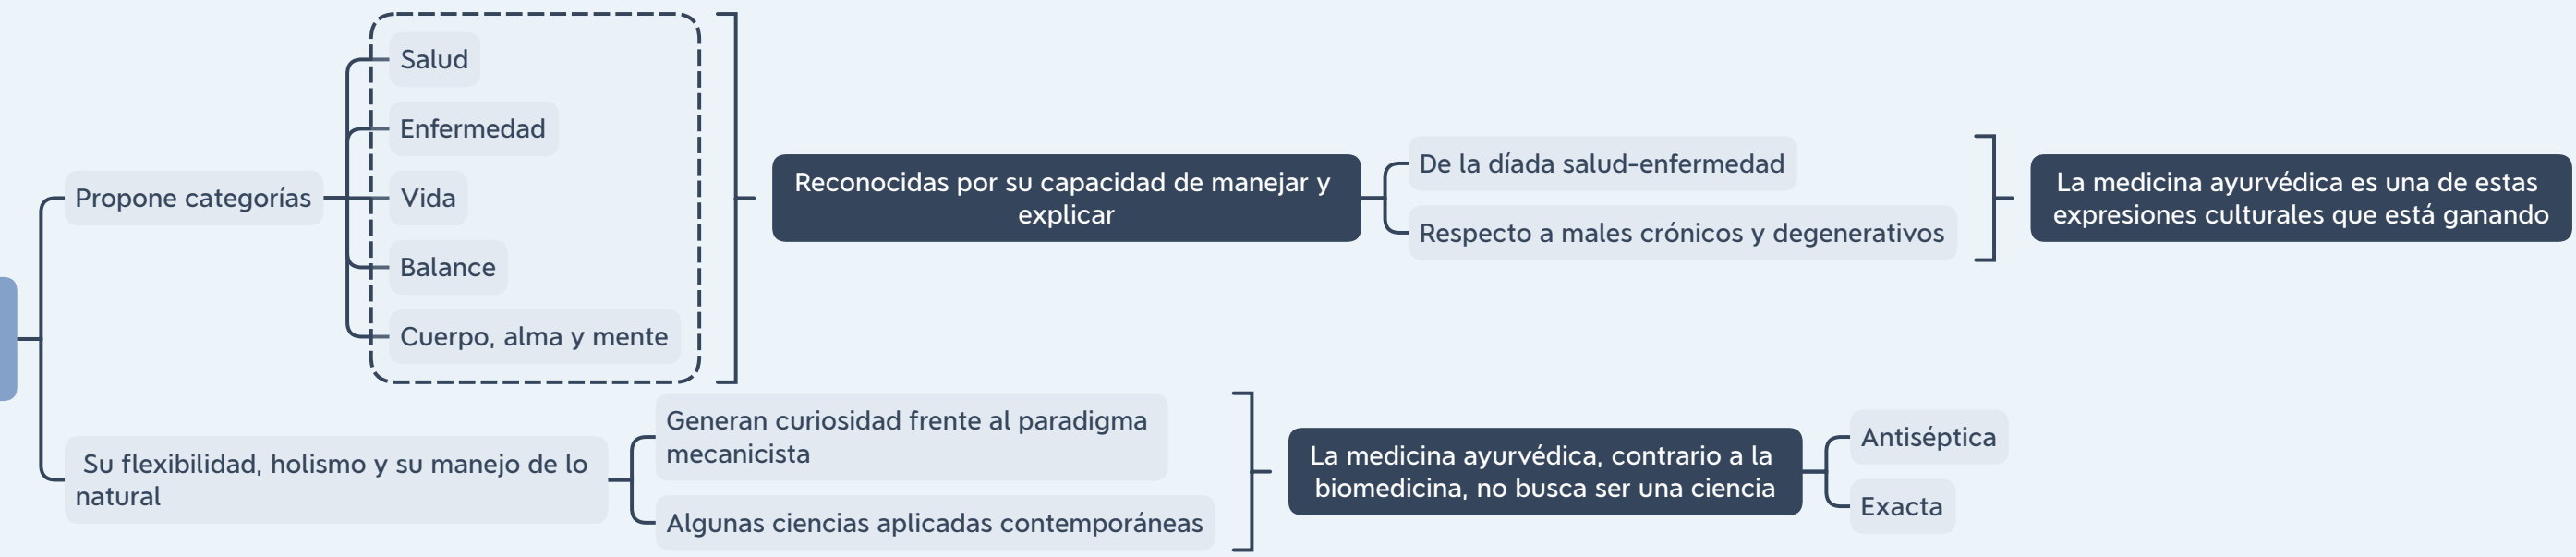 Propone categorías
Salud
Enfermedad
Vida
Balance
Cuerpo, alma y mente
Reconocidas por su capacidad de manejar y
explicar
De la díada salud-enfermedad
Respecto a males crónicos y degenerativos
La medicina ayurvédica es una de estas
expresiones culturales que está ganando
Su flexibilidad, holismo y su manejo de lo
natural
Generan curiosidad frente al paradigma
mecanicista
Algunas ciencias aplicadas contemporáneas
La medicina ayurvédica, contrario a la
biomedicina, no busca ser una ciencia
Antiséptica
Exacta